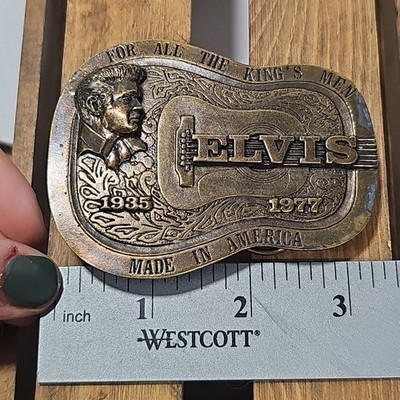 FOR ALL THE KING'S MEN
ELVIS
1935 1977
MADE IN AMERICA
inch 1 2 3
WESTCOTT®